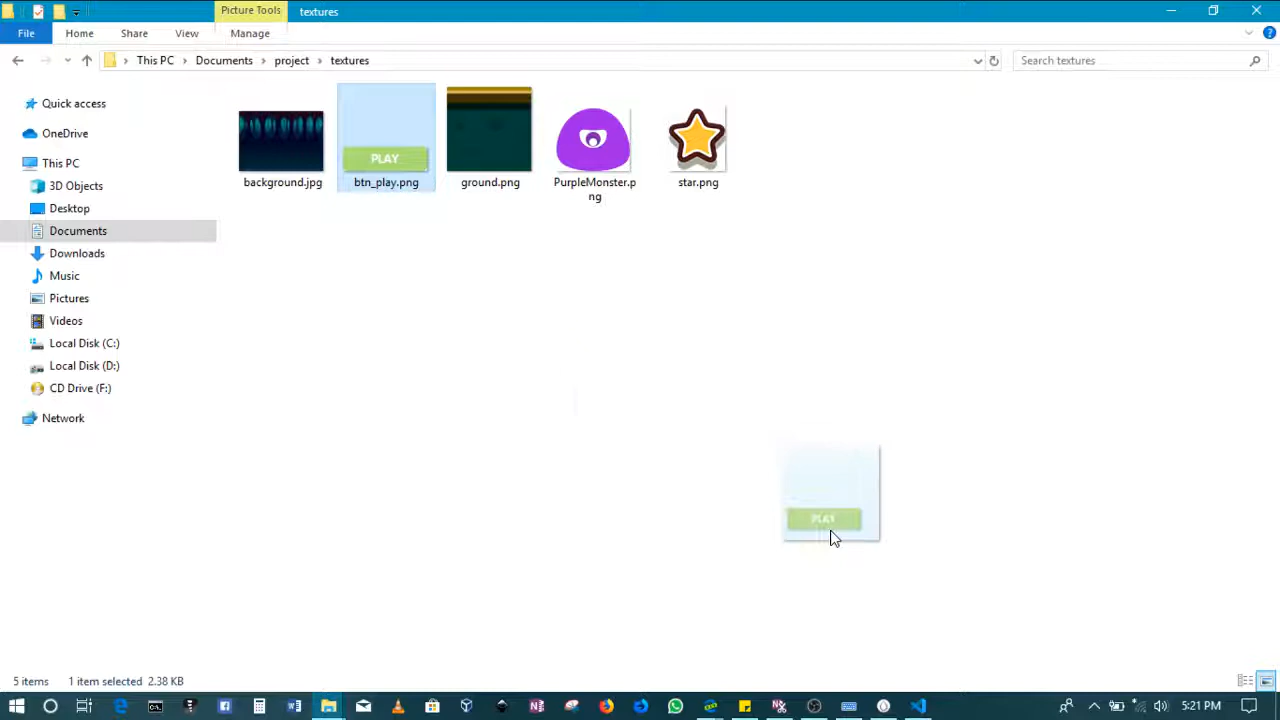 Picture Tools
textures
File
Home
Share
View
Manage
This PC
Documents
project
textures
Search textures
Quick access
OneDrive
This PC
3D Objects
Desktop
Documents
Downloads
Music
Pictures
Videos
Local Disk (C:)
Local Disk (D:)
CD Drive (F:)
Network
PLAY
background.jpg
btn_play.png
ground.png
PurpleMonster.p
ng
star.png
PLAY
5 items
1 item selected 2.38 KB
5:21 PM